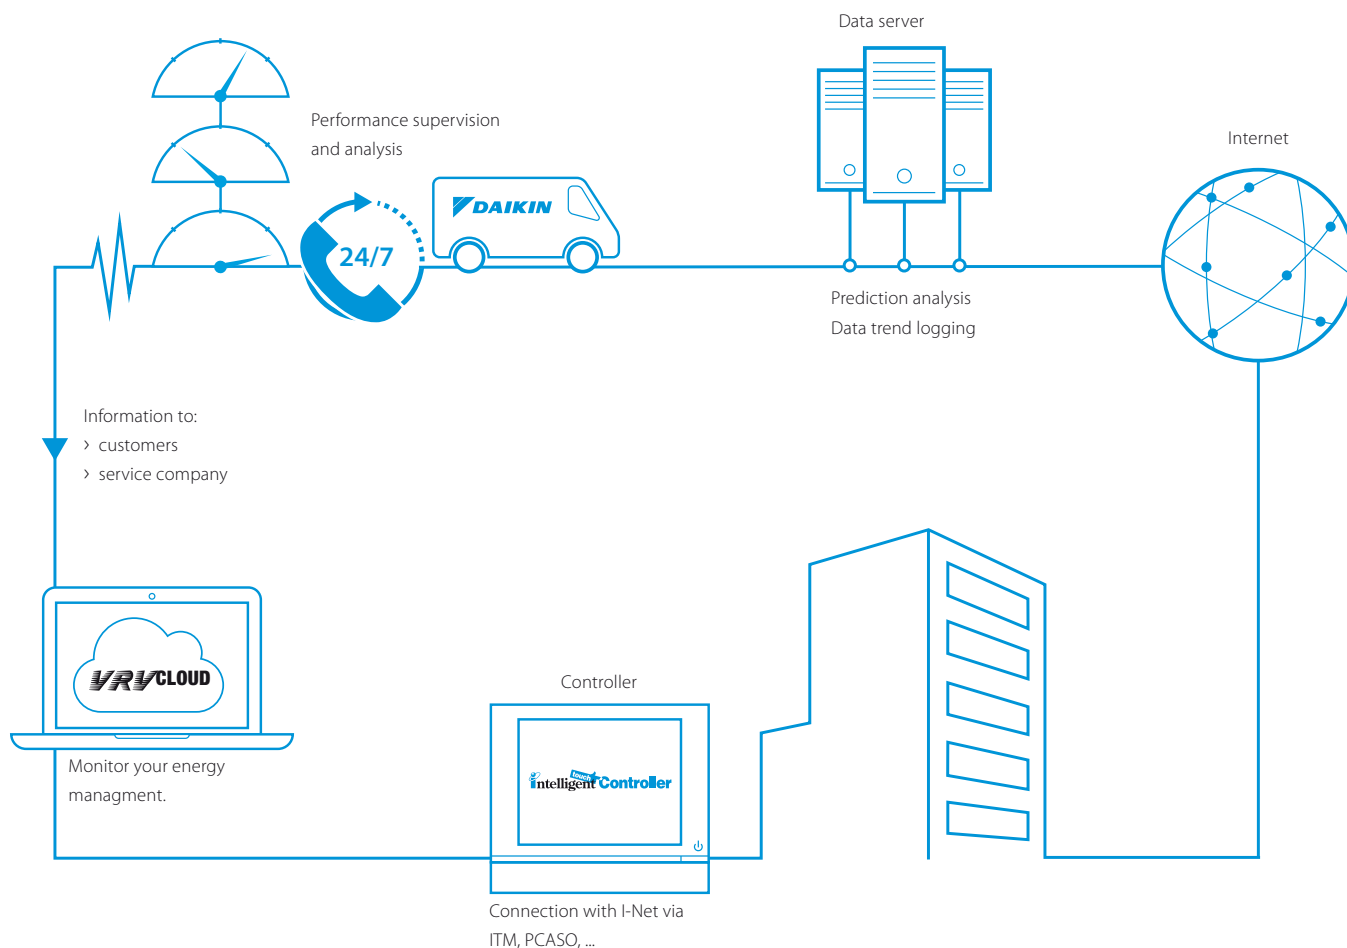 Data server
Performance supervision
and analysis
Internet
DAIKIN
24/7
Prediction analysis
Data trend logging
Information to:
› customers
› service company
VRV CLOUD
Controller
intelligent touch Controller
Monitor your energy
managment.
Connection with I-Net via
ITM, PCASO, ...